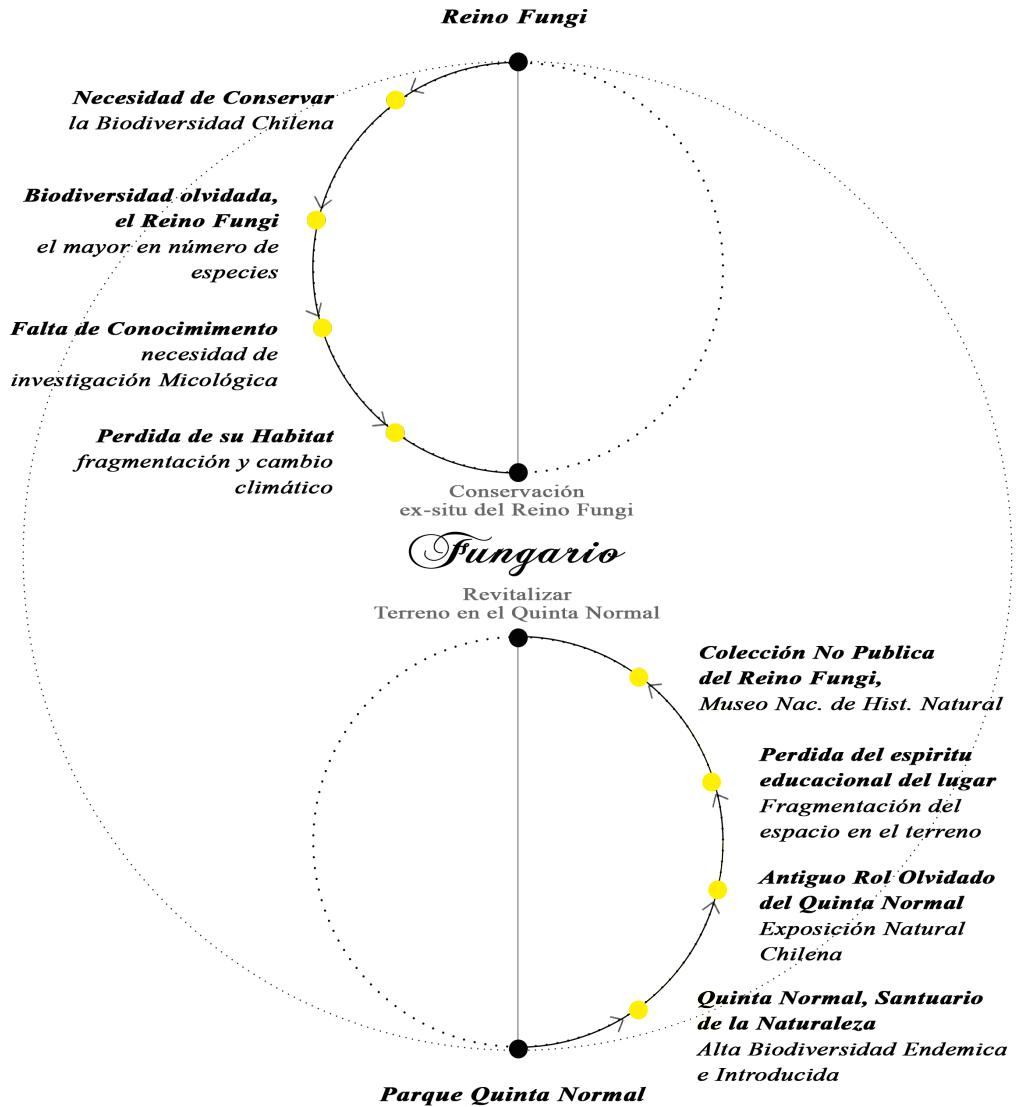 Reino Fungi
Necesidad de Conservar
la Biodiversidad Chilena
Biodiversidad olvidada,
el Reino Fungi
el mayor en número de
especies
Falta de Conocimimento
necesidad de
investigación Micológica
Perdida de su Habitat
fragmentación y cambio
climático
Conservación
ex-situ del Reino Fungi
Fungario
Revitalizar
Terreno en el Quinta Normal
Colección No Publica
del Reino Fungi,
Museo Nac. de Hist. Natural
Perdida del espiritu
educacional del lugar
Fragmentación del
espacio en el terreno
Antiguo Rol Olvidado
del Quinta Normal
Exposición Natural
Chilena
Quinta Normal, Santuario
de la Naturaleza
Alta Biodiversidad Endemica
e Introducida
Parque Quinta Normal